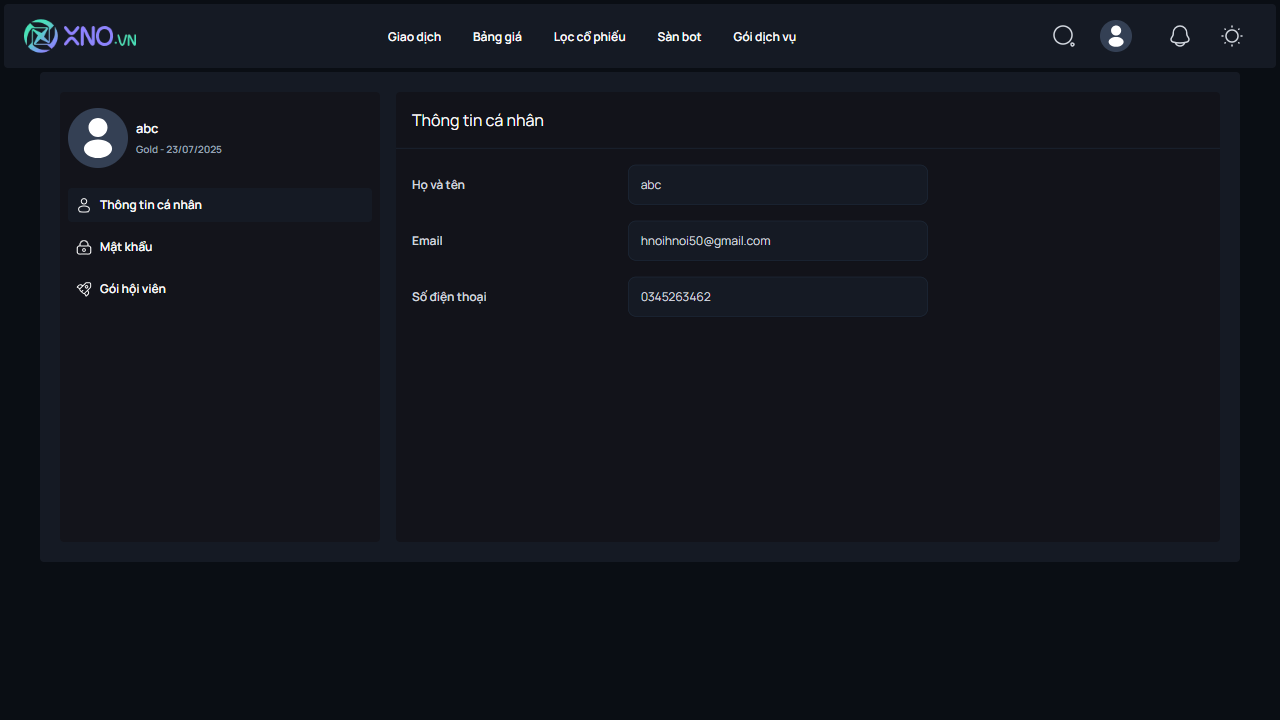 XNO.VN
Giao dịch
Bảng giá
Lọc cổ phiếu
Sàn bot
Gói dịch vụ
abc
Gold - 23/07/2025
Thông tin cá nhân
Mật khẩu
Gói hội viên
Thông tin cá nhân
Họ và tên
abc
Email
hnoihnoi50@gmail.com
Số điện thoại
0345263462